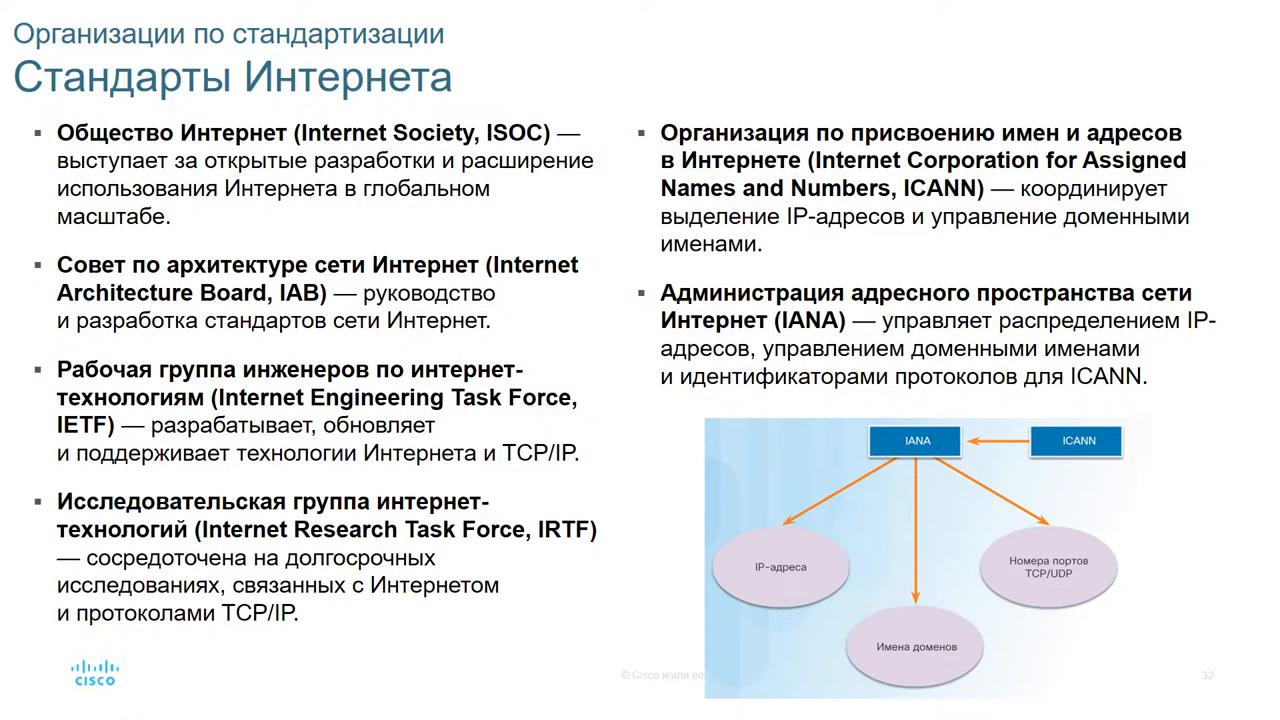 Организации по стандартизации
Стандарты Интернета
▪ Общество Интернет (Internet Society, ISOC) —
выступает за открытые разработки и расширение
использования Интернета в глобальном
масштабе.
▪ Совет по архитектуре сети Интернет (Internet
Architecture Board, IAB) — руководство
и разработка стандартов сети Интернет.
▪ Рабочая группа инженеров по интернет-
технологиям (Internet Engineering Task Force,
IETF) — разрабатывает, обновляет
и поддерживает технологии Интернета и TCP/IP.
▪ Исследовательская группа интернет-
технологий (Internet Research Task Force, IRTF)
— сосредоточена на долгосрочных
исследованиях, связанных с Интернетом
и протоколами TCP/IP.
▪ Организация по присвоению имен и адресов
в Интернете (Internet Corporation for Assigned
Names and Numbers, ICANN) — координирует
выделение IP-адресов и управление доменными
именами.
▪ Администрация адресного пространства сети
Интернет (IANA) — управляет распределением IP-
адресов, управлением доменными именами
и идентификаторами протоколов для ICANN.
IANA
ICANN
IP-адреса
Номера портов
TCP/UDP
Имена доменов
CISCO
© Cisco и/или ее
32